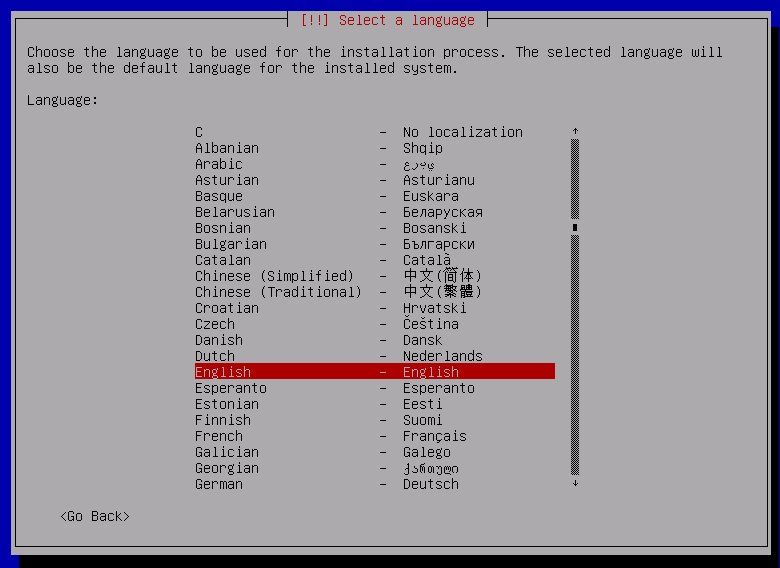 [!!] Select a language
Choose the language to be used for the installation process. The selected language will
also be the default language for the installed system.
Language:
C - No localization
Albanian - Shqip
Arabic - عربي
Asturian - Asturianu
Basque - Euskara
Belarusian - Беларуская
Bosnian - Bosanski
Bulgarian - Български
Catalan - Català
Chinese (Simplified) - 中文(简体)
Chinese (Traditional) - 中文(繁體)
Croatian - Hrvatski
Czech - Čeština
Danish - Dansk
Dutch - Nederlands
English - English
Esperanto - Esperanto
Estonian - Eesti
Finnish - Suomi
French - Français
Galician - Galego
Georgian - ქართული
German - Deutsch
<Go Back>